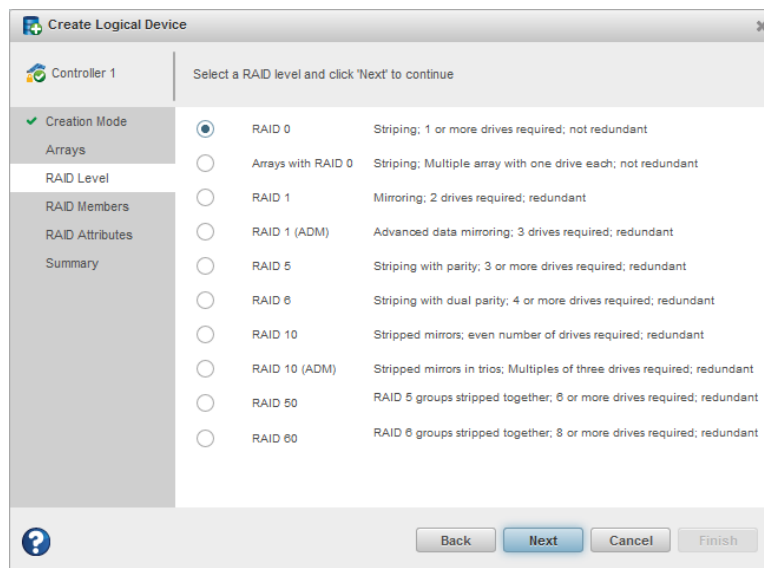 Create Logical Device
Controller 1
Select a RAID level and click 'Next' to continue
Creation Mode
Arrays
RAID Level
RAID Members
RAID Attributes
Summary
RAID 0 Striping; 1 or more drives required; not redundant
Arrays with RAID 0 Striping; Multiple array with one drive each; not redundant
RAID 1 Mirroring; 2 drives required; redundant
RAID 1 (ADM) Advanced data mirroring; 3 drives required; redundant
RAID 5 Striping with parity; 3 or more drives required; redundant
RAID 6 Striping with dual parity; 4 or more drives required; redundant
RAID 10 Stripped mirrors; even number of drives required; redundant
RAID 10 (ADM) Stripped mirrors in trios; Multiples of three drives required; redundant
RAID 50 RAID 5 groups stripped together; 6 or more drives required; redundant
RAID 60 RAID 6 groups stripped together; 8 or more drives required; redundant
? Back Next Cancel Finish